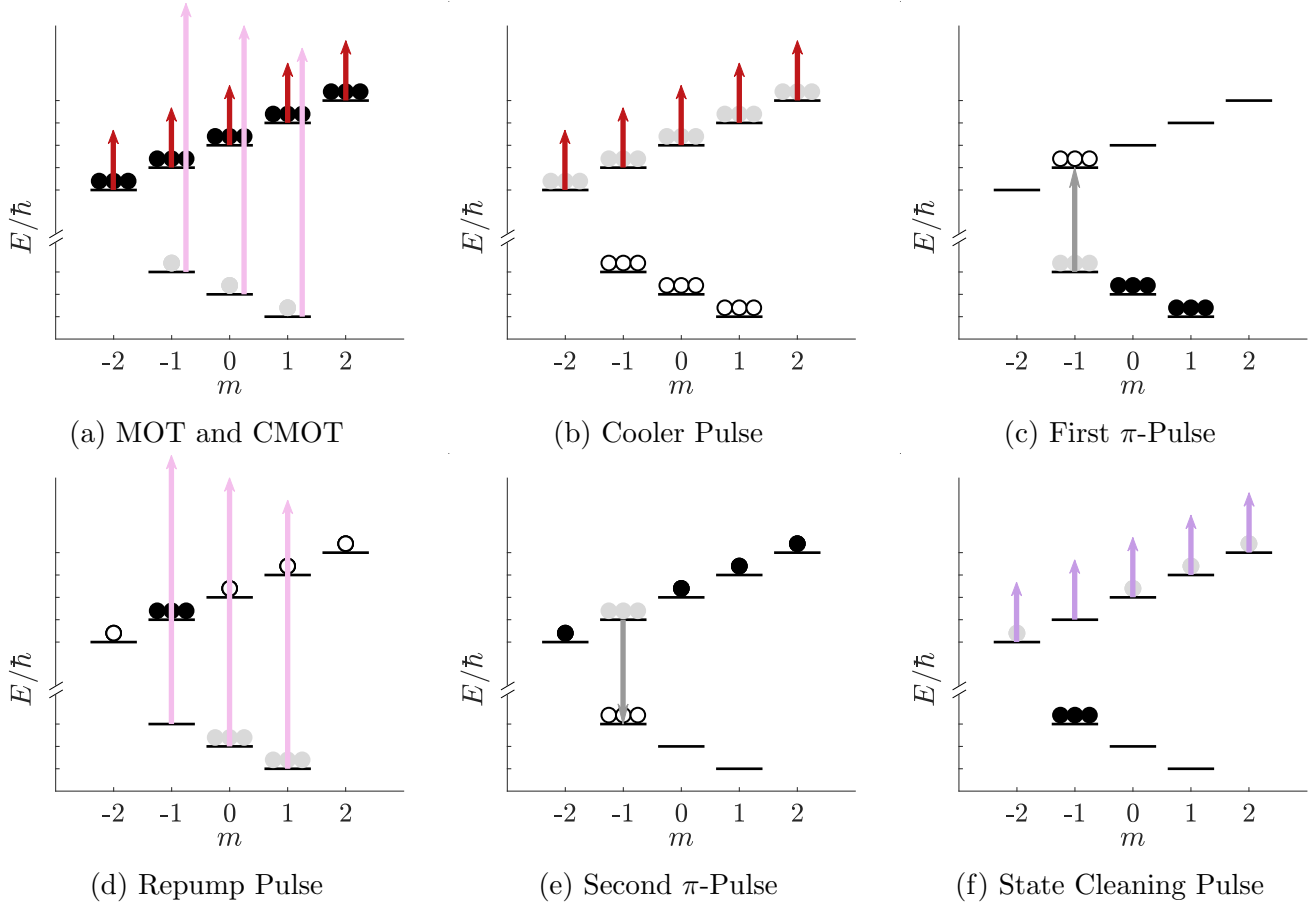 E/ħ
E/ħ
E/ħ
-2 -1 0 1 2
-2 -1 0 1 2
-2 -1 0 1 2
m
m
m
(a) MOT and CMOT
(b) Cooler Pulse
(c) First π-Pulse
E/ħ
E/ħ
E/ħ
-2 -1 0 1 2
-2 -1 0 1 2
-2 -1 0 1 2
m
m
m
(d) Repump Pulse
(e) Second π-Pulse
(f) State Cleaning Pulse